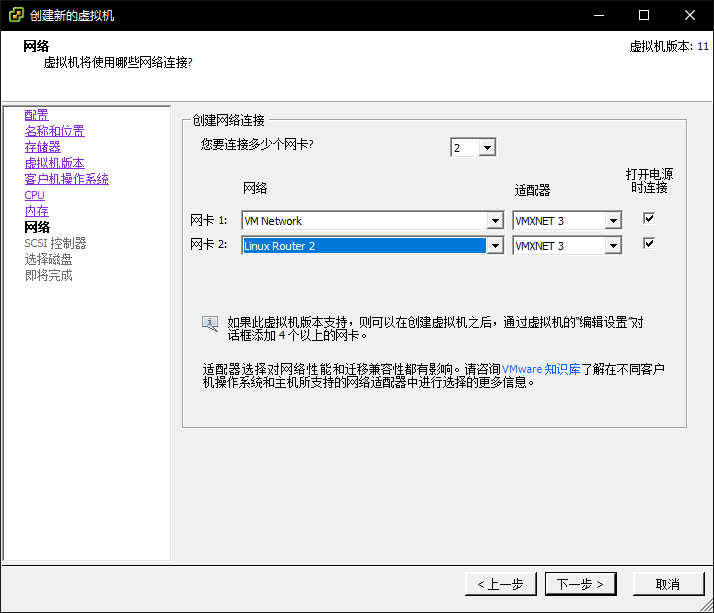 创建新的虚拟机
网络
虚拟机将使用哪些网络连接?
虚拟机版本: 11
配置
名称和位置
存储器
虚拟机版本
客户机操作系统
CPU
内存
网络
SCSI 控制器
选择磁盘
即将完成
创建网络连接
您要连接多少个网卡?
2
网络
适配器
打开电源
时连接
网卡 1:
VM Network
VMXNET 3
网卡 2:
Linux Router 2
VMXNET 3
如果此虚拟机版本支持，则可以在创建虚拟机之后，通过虚拟机的"编辑设置"对
话框添加 4 个以上的网卡。
适配器选择对网络性能和迁移兼容性都有影响。请咨询VMware 知识库了解在不同客户
机操作系统和主机所支持的网络适配器中进行选择的更多信息。
< 上一步
下一步 >
取消